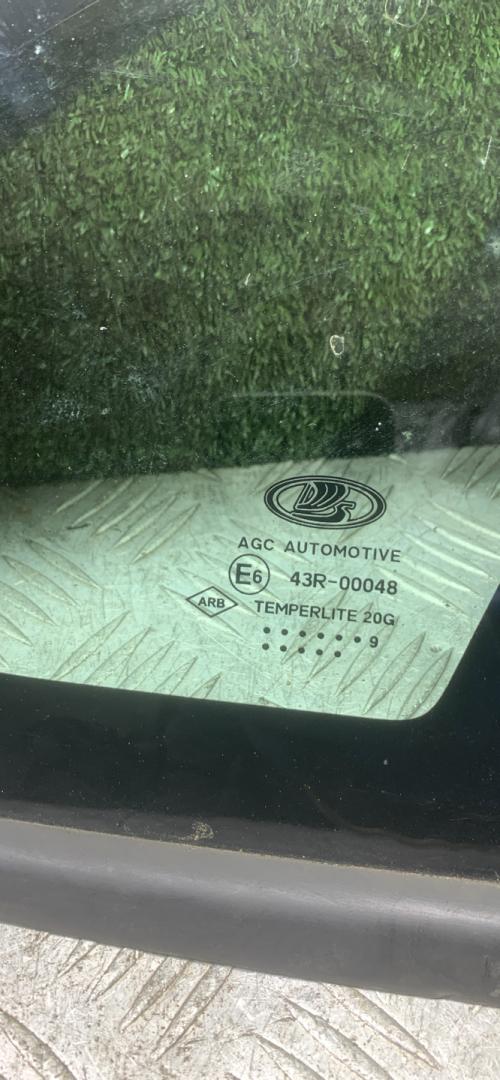 AGC AUTOMOTIVE
E6 43R-00048
ARB TEMPERLITE 20G
• • • • • • 9
• • • • •